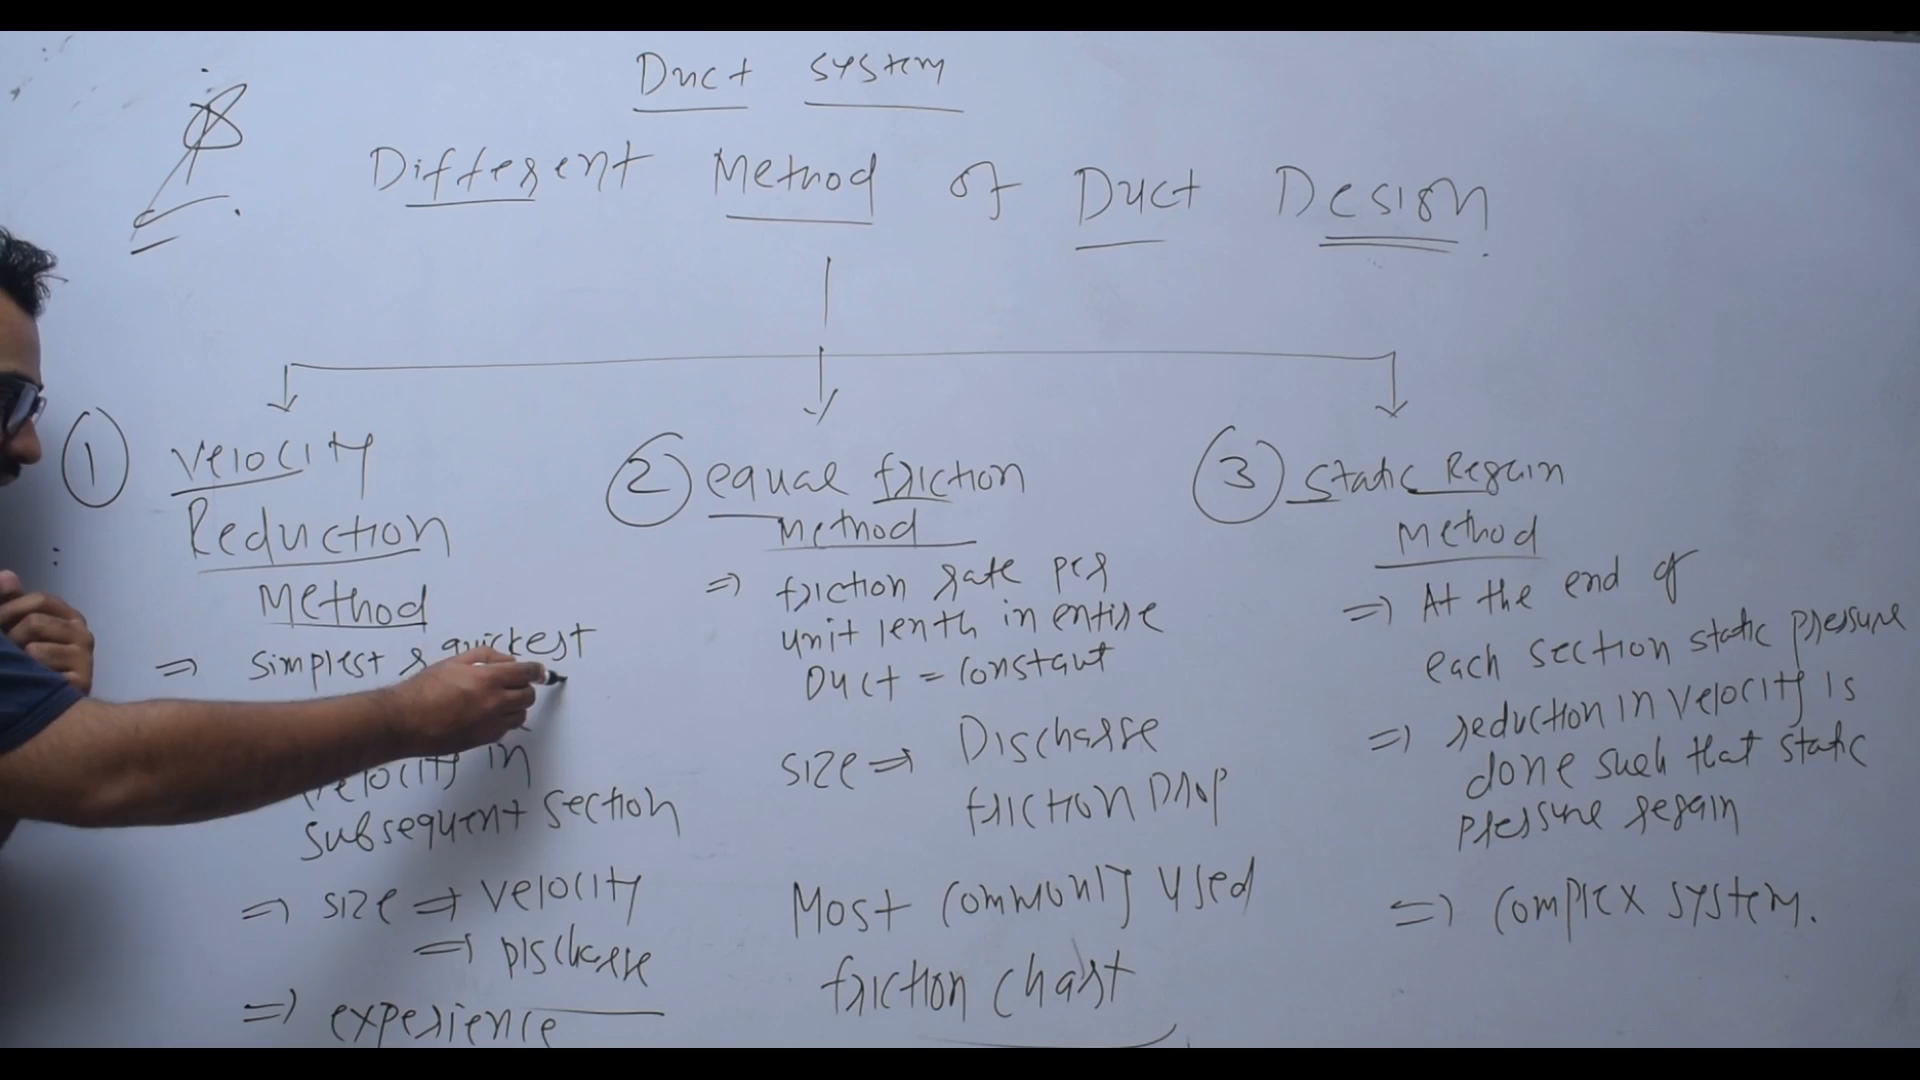 Duct system
Different Method of Duct Design.
1 Velocity
Reduction
Method
⇒ simplest & quickest
velocity in
subsequent section
⇒ size ⇒ velocity
⇒ Discharge
⇒ experience
2 equal friction
Method
⇒ friction rate per
unit lenth in entire
Duct = constant
size ⇒ Discharge
friction Drop
Most commonly used
friction chart
3 Static Regain
Method
⇒ At the end of
each section static pressure
⇒ reduction in velocity is
done such that static
pressure regain
⇒ complex system.